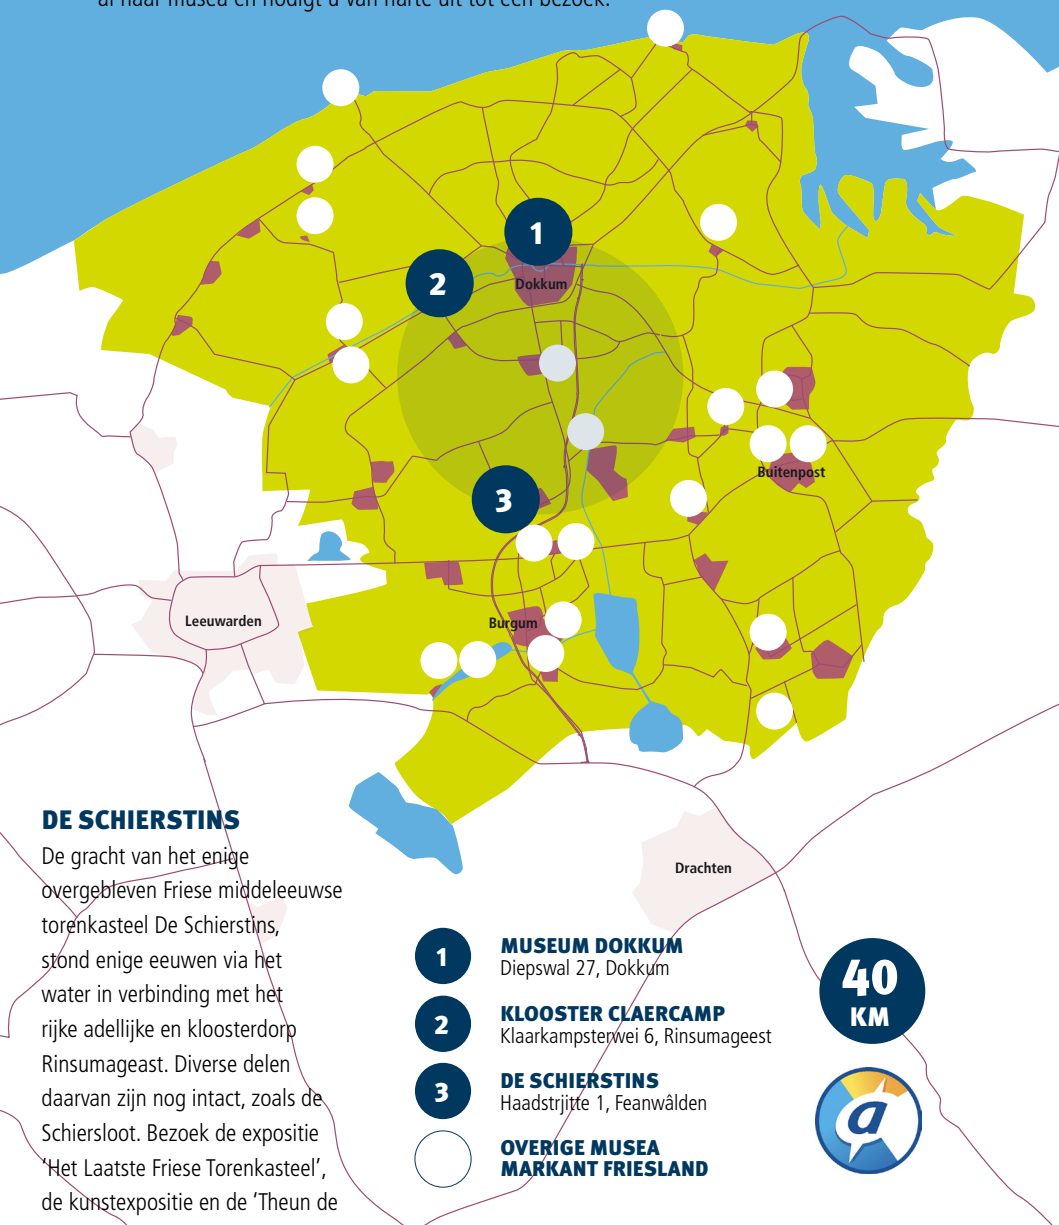 al naar musea en nodigt u van harte uit tot een bezoek.
1
2
Dokkum
Buitenpost
3
Burgum
Leeuwarden
Drachten
DE SCHIERSTINS
De gracht van het enige
overgebleven Friese middeleeuwse
torenkasteel De Schierstins,
stond enige eeuwen via het
water in verbinding met het
rijke adellijke en kloosterdorp
Rinsumageast. Diverse delen
daarvan zijn nog intact, zoals de
Schiersloot. Bezoek de expositie
‘Het Laatste Friese Torenkasteel’,
de kunstexpositie en de ‘Theun de
1
MUSEUM DOKKUM
Diepswal 27, Dokkum
2
KLOOSTER CLAERCAMP
Klaarkampsterwei 6, Rinsumageest
3
DE SCHIERSTINS
Haadstrjitte 1, Feanwâlden
OVERIGE MUSEA
MARKANT FRIESLAND
40
KM
a